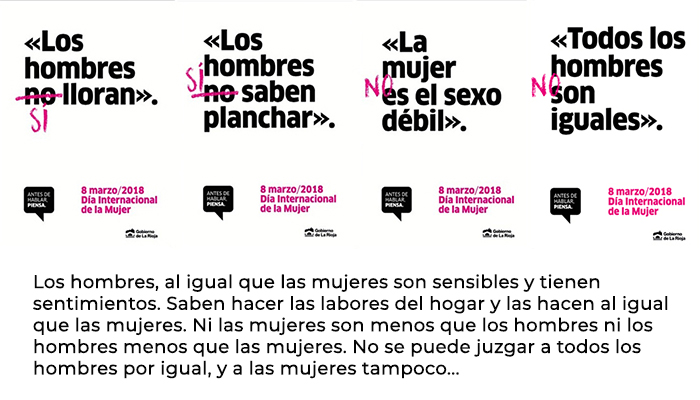 «Los
hombres
no lloran».
SÍ
ANTES DE
HABLAR,
PIENSA.
8 marzo/2018
Día Internacional
de la Mujer
Gobierno
de La Rioja
«Los
SÍ hombres
no saben
planchar».
ANTES DE
HABLAR,
PIENSA.
8 marzo/2018
Día Internacional
de la Mujer
Gobierno
de La Rioja
«La
mujer
NO es el sexo
débil».
ANTES DE
HABLAR,
PIENSA.
8 marzo/2018
Día Internacional
de la Mujer
Gobierno
de La Rioja
«Todos los
hombres
NO son
iguales».
ANTES DE
HABLAR,
PIENSA.
8 marzo/2018
Día Internacional
de la Mujer
Gobierno
de La Rioja
Los hombres, al igual que las mujeres son sensibles y tienen
sentimientos. Saben hacer las labores del hogar y las hacen al igual
que las mujeres. Ni las mujeres son menos que los hombres ni los
hombres menos que las mujeres. No se puede juzgar a todos los
hombres por igual, y a las mujeres tampoco...